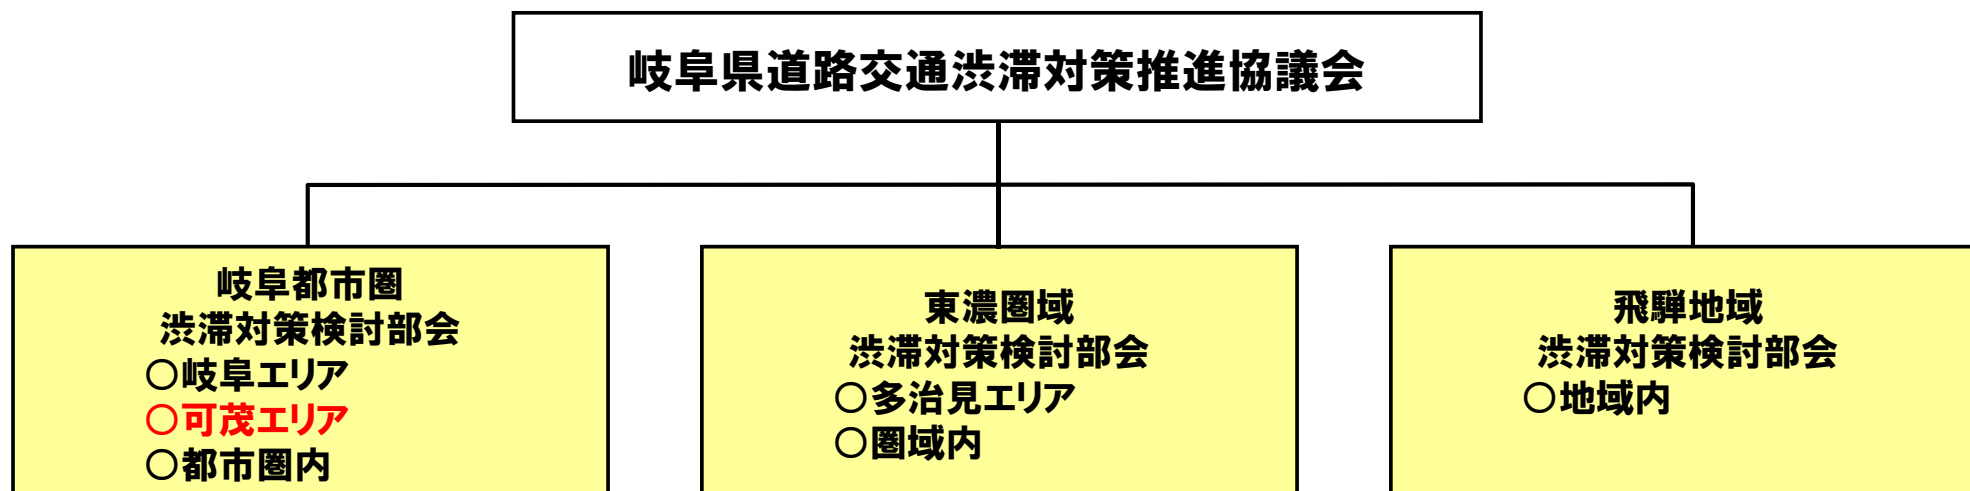 岐阜県道路交通渋滞対策推進協議会
岐阜都市圏
渋滞対策検討部会
○岐阜エリア
○可茂エリア
○都市圏内
東濃圏域
渋滞対策検討部会
○多治見エリア
○圏域内
飛騨地域
渋滞対策検討部会
○地域内